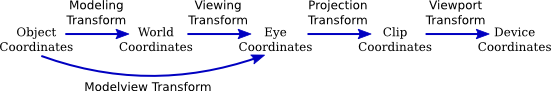 Modeling Transform
Viewing Transform
Projection Transform
Viewport Transform
Object Coordinates
World Coordinates
Eye Coordinates
Clip Coordinates
Device Coordinates
Modelview Transform